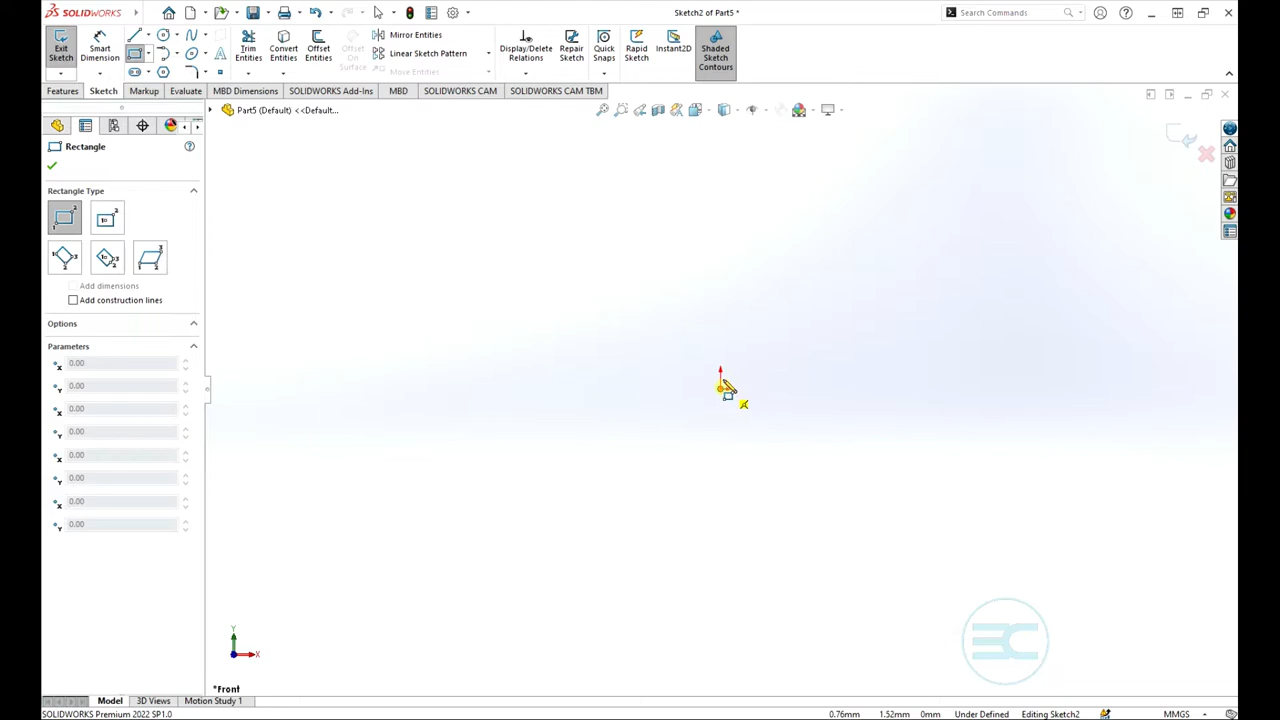 SOLIDWORKS
Sketch2 of Part5 *
Search Commands
Exit Sketch
Smart Dimension
Trim Entities
Convert Entities
Offset Entities
Offset On Surface
Mirror Entities
Linear Sketch Pattern
Move Entities
Display/Delete Relations
Repair Sketch
Quick Snaps
Rapid Sketch
Instant2D
Shaded Sketch Contours
Features
Sketch
Markup
Evaluate
MBD Dimensions
SOLIDWORKS Add-Ins
MBD
SOLIDWORKS CAM
SOLIDWORKS CAM TBM
Part5 (Default) <<Default...
Rectangle
Rectangle Type
Add dimensions
Add construction lines
Options
Parameters
0.00
0.00
0.00
0.00
0.00
0.00
0.00
0.00
Y
X
*Front
Model
3D Views
Motion Study 1
SOLIDWORKS Premium 2022 SP1.0
0.76mm
1.52mm
0mm
Under Defined
Editing Sketch2
MMGS